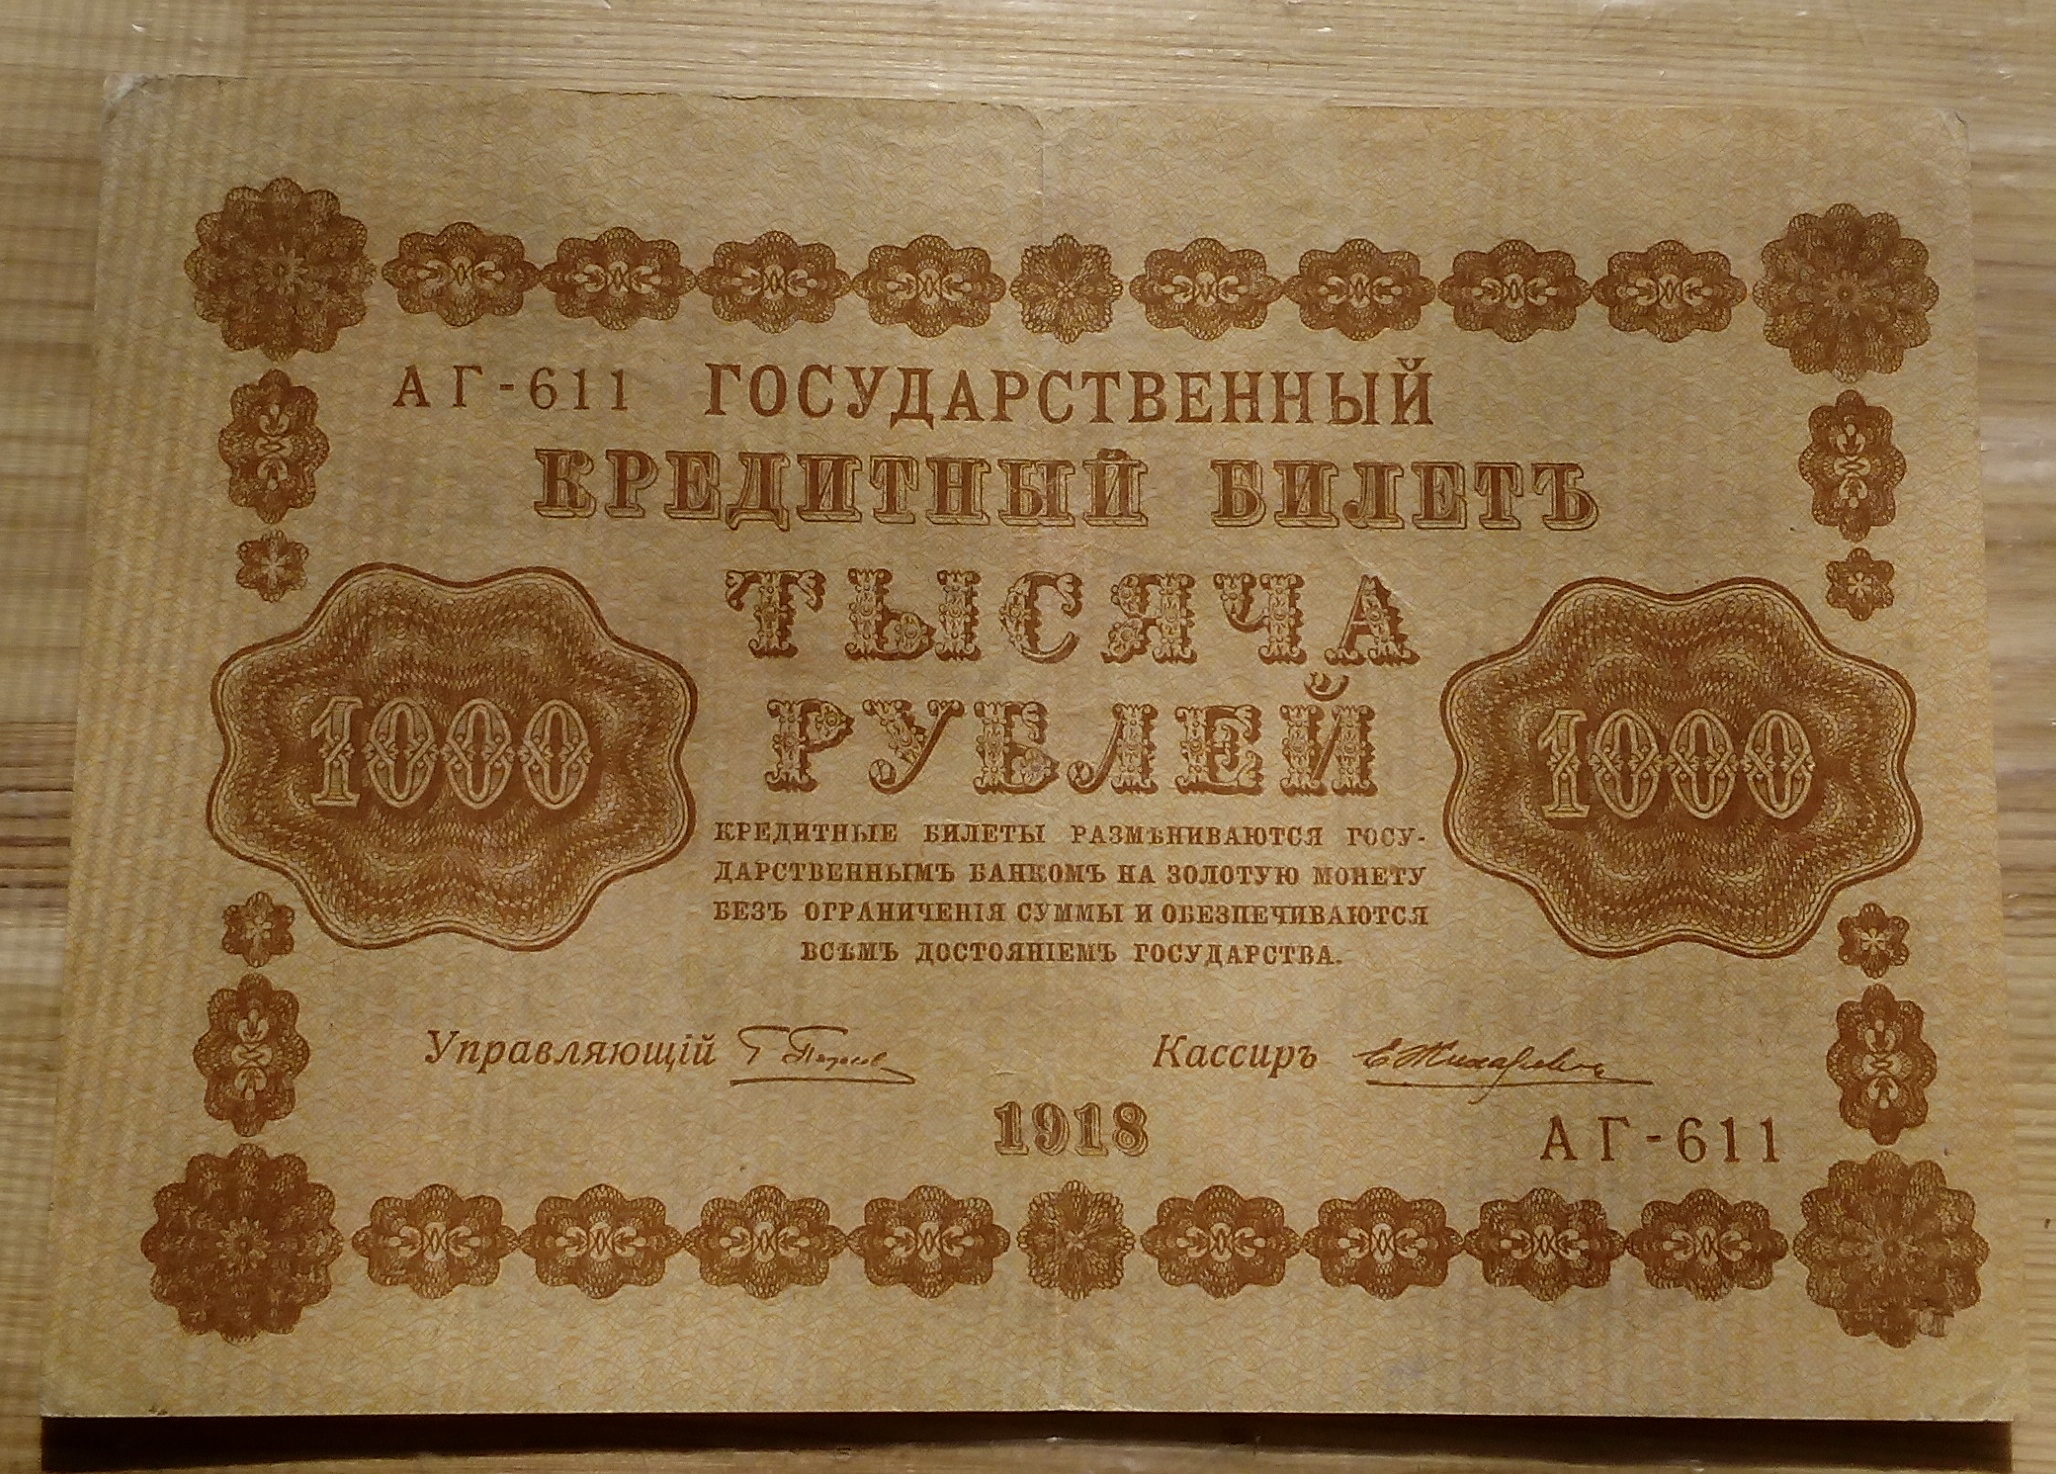 АГ-611 ГОСУДАРСТВЕННЫЙ
КРЕДИТНЫЙ БИЛЕТЪ
ТЫСЯЧА
РУБЛЕЙ
1000
1000
КРЕДИТНЫЕ БИЛЕТЫ РАЗМѢНИВАЮТСЯ ГОСУ-
ДАРСТВЕННЫМЪ БАНКОМЪ НА ЗОЛОТУЮ МОНЕТУ
БЕЗЪ ОГРАНИЧЕНІЯ СУММЫ И ОБЕЗПЕЧИВАЮТСЯ
ВСѢМЪ ДОСТОЯНІЕМЪ ГОСУДАРСТВА.
Управляющій
Кассиръ
1918
АГ-611